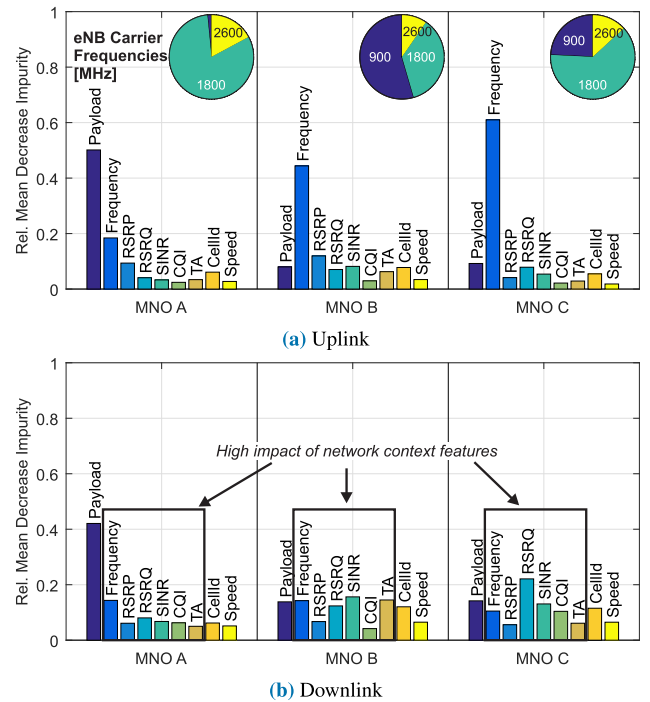 eNB Carrier
Frequencies
[MHz]
2600
1800
2600
900
1800
2600
900
1800
Rel. Mean Decrease Impurity
1
0.8
0.6
0.4
0.2
0
Payload
Frequency
RSRP
RSRQ
SINR
CQI
TA
CellId
Speed
Payload
Frequency
RSRP
RSRQ
SINR
CQI
TA
CellId
Speed
Payload
Frequency
RSRP
RSRQ
SINR
CQI
TA
CellId
Speed
MNO A MNO B MNO C
(a) Uplink
Rel. Mean Decrease Impurity
1
0.8
0.6
0.4
0.2
0
High impact of network context features
Payload
Frequency
RSRP
RSRQ
SINR
CQI
TA
CellId
Speed
Payload
Frequency
RSRP
RSRQ
SINR
CQI
TA
CellId
Speed
Payload
Frequency
RSRP
RSRQ
SINR
CQI
TA
CellId
Speed
MNO A MNO B MNO C
(b) Downlink